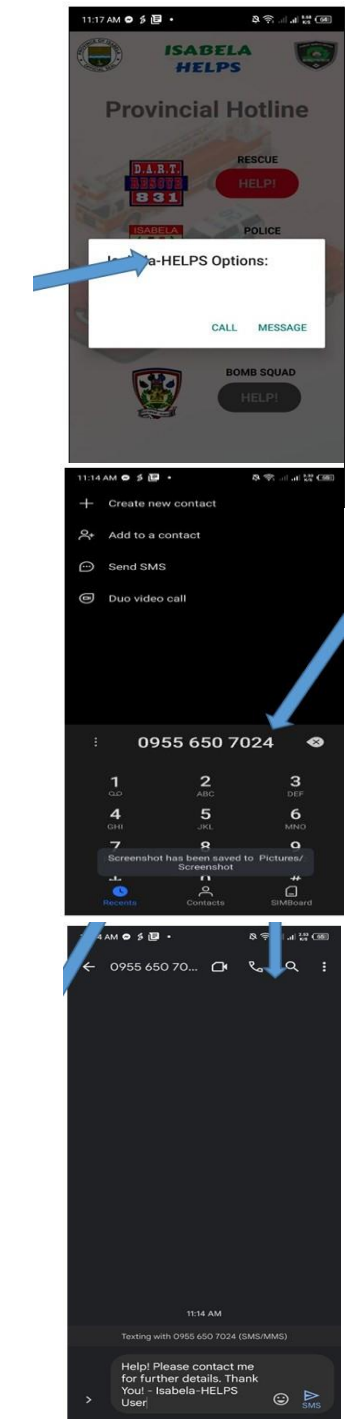 11:17 AM
ISABELA
HELPS
Provincial Hotline
D.A.R.T.
RESCUE
831
RESCUE
HELP!
ISABELA
POLICE
-HELPS Options:
CALL MESSAGE
BOMB SQUAD
HELP!
11:14 AM
Create new contact
Add to a contact
Send SMS
Duo video call
0955 650 7024
1 2 3
ABC DEF
4 5 6
GHI JKL MNO
7 8 9
Screenshot has been saved to Pictures/
Screenshot
#
Recents Contacts SIMBoard
AM
0955 650 70...
11:14 AM
Texting with 0955 650 7024 (SMS/MMS)
Help! Please contact me
for further details. Thank
You! - Isabela-HELPS
User
SMS